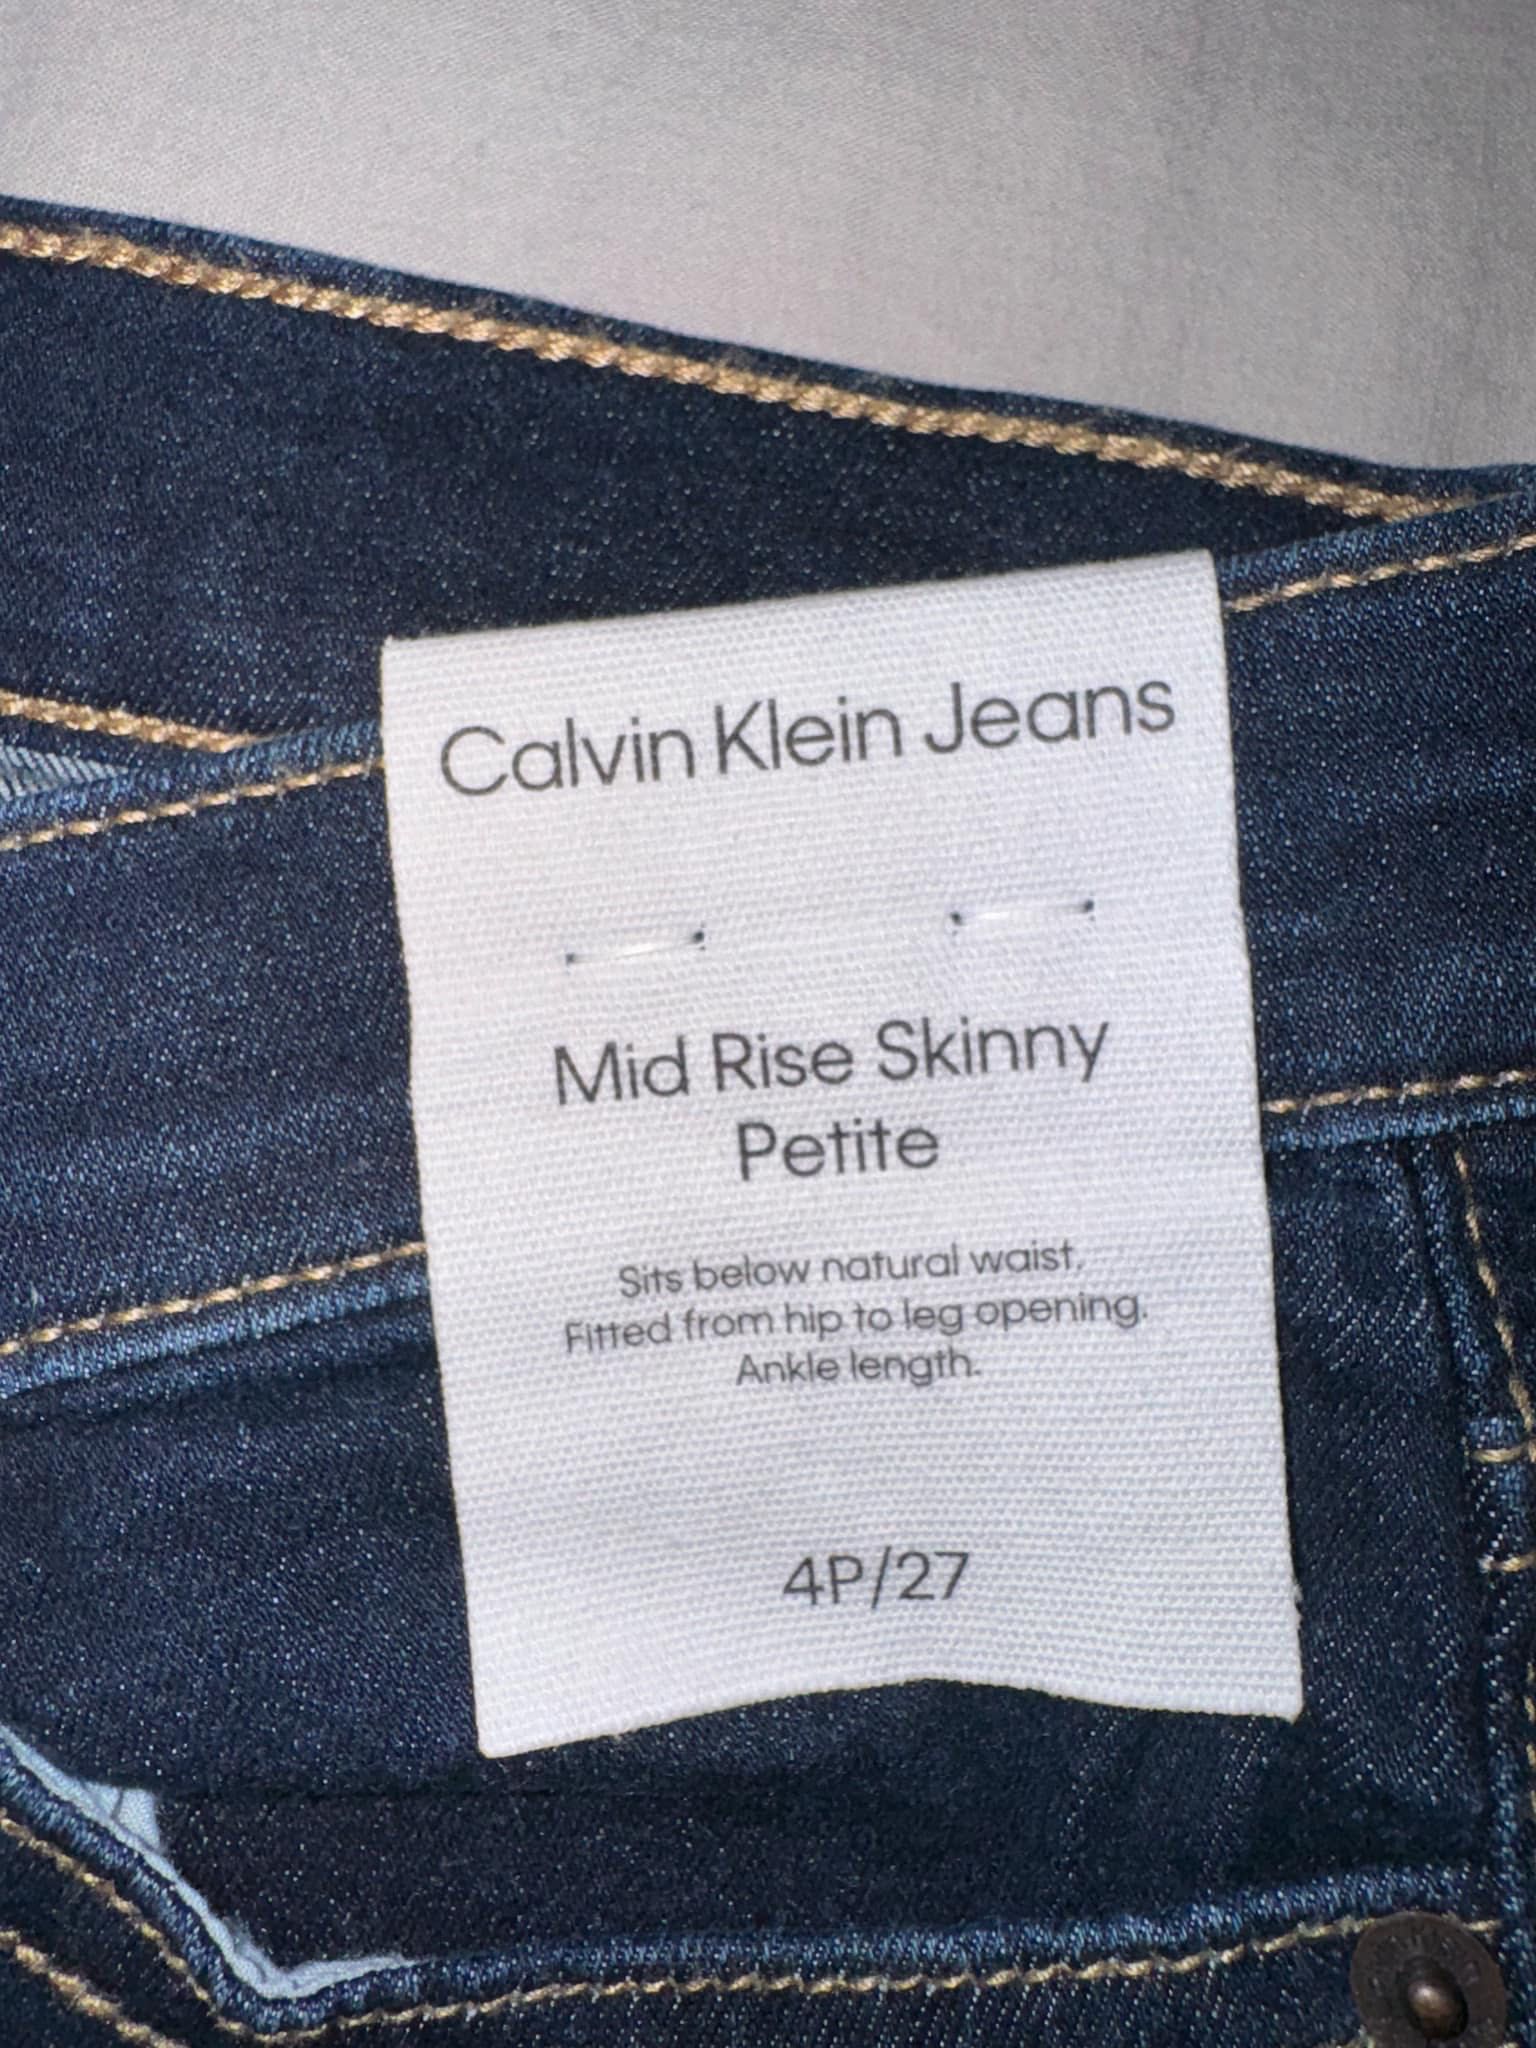 Calvin Klein Jeans
Mid Rise Skinny
Petite
Sits below natural waist.
Fitted from hip to leg opening.
Ankle length.
4P/27